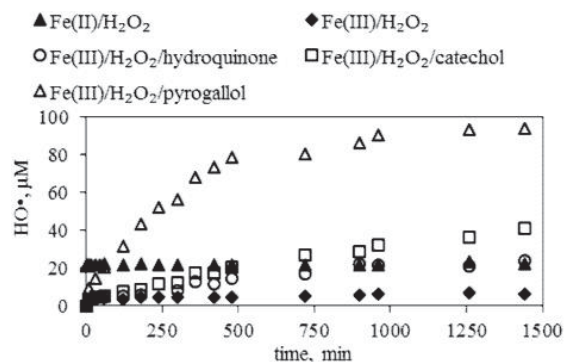 ▲Fe(II)/H₂O₂ ◆Fe(III)/H₂O₂
○Fe(III)/H₂O₂/hydroquinone □Fe(III)/H₂O₂/catechol
△Fe(III)/H₂O₂/pyrogallol
100
80
60
40
20
0
HO•, μM
0 250 500 750 1000 1250 1500
time, min